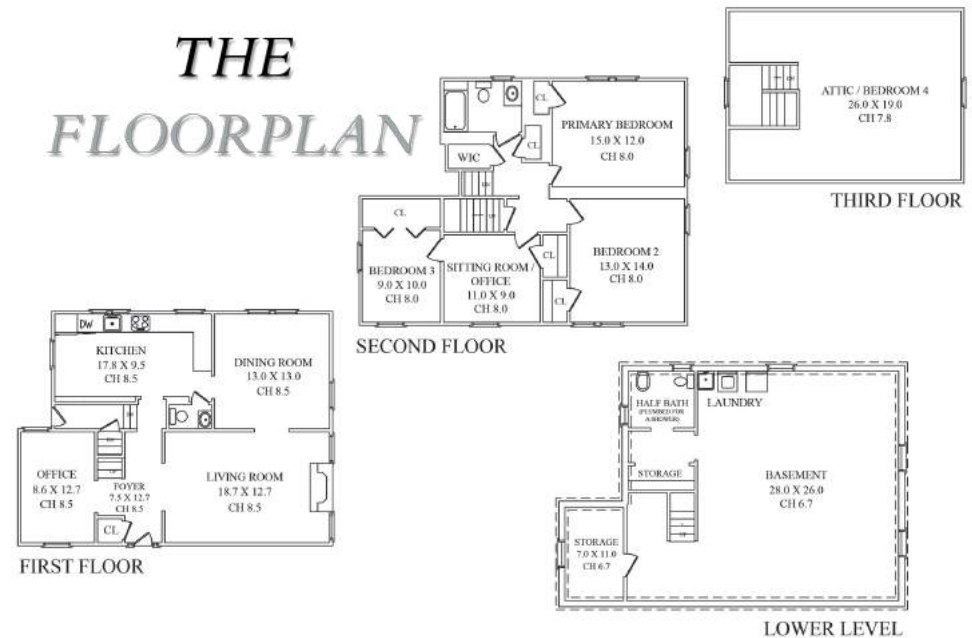 THE
FLOORPLAN
ATTIC / BEDROOM 4
26.0 X 19.0
CH 7.8
THIRD FLOOR
CL
PRIMARY BEDROOM
15.0 X 12.0
CH 8.0
CL
WIC
CL
BEDROOM 3
9.0 X 10.0
CH 8.0
SITTING ROOM /
OFFICE
11.0 X 9.0
CH 8.0
CL
CL
BEDROOM 2
13.0 X 14.0
CH 8.0
SECOND FLOOR
DW
KITCHEN
17.8 X 9.5
CH 8.5
DINING ROOM
13.0 X 13.0
CH 8.5
OFFICE
8.6 X 12.7
CH 8.5
FOYER
7.5 X 12.7
CH 8.5
CL
LIVING ROOM
18.7 X 12.7
CH 8.5
FIRST FLOOR
HALF BATH
(PLUMBED FOR
A SHOWER)
LAUNDRY
STORAGE
BASEMENT
28.0 X 26.0
CH 6.7
STORAGE
7.0 X 11.0
CH 6.7
LOWER LEVEL